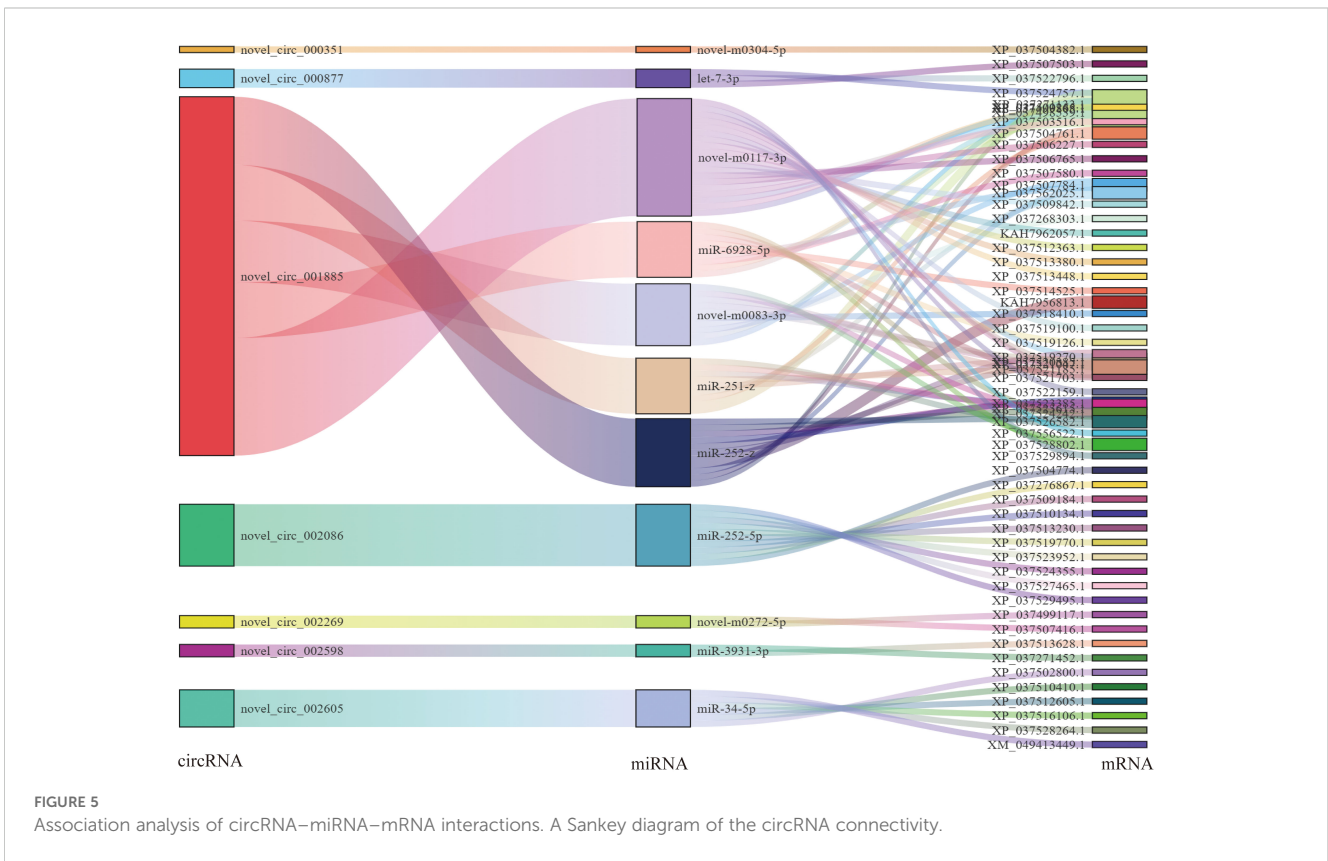 novel_circ_000351
novel_circ_000877
novel_circ_001885
novel_circ_002086
novel_circ_002269
novel_circ_002598
novel_circ_002605
circRNA
novel-m0304-5p
let-7-3p
novel-m0117-3p
miR-6928-5p
novel-m0083-3p
miR-251-z
miR-252-z
miR-252-5p
novel-m0272-5p
miR-3931-3p
miR-34-5p
miRNA
XP_037504382.1
XP_037507503.1
XP_037522796.1
XP_037524757.1
XP_037503516.1
XP_037504761.1
XP_037506227.1
XP_037506765.1
XP_037507580.1
XP_037507784.1
XP_037562025.1
XP_037509842.1
XP_037268303.1
KAH7962057.1
XP_037512363.1
XP_037513380.1
XP_037513448.1
XP_037514525.1
KAH7956813.1
XP_037518410.1
XP_037519100.1
XP_037519126.1
XP_037519270.1
XP_037521703.1
XP_037522159.1
XP_037526582.1
XP_037556522.1
XP_037528802.1
XP_037529894.1
XP_037504774.1
XP_037276867.1
XP_037509184.1
XP_037510134.1
XP_037513230.1
XP_037519770.1
XP_037523952.1
XP_037524355.1
XP_037527465.1
XP_037529495.1
XP_037499117.1
XP_037507416.1
XP_037513628.1
XP_037271452.1
XP_037502800.1
XP_037510410.1
XP_037512605.1
XP_037516106.1
XP_037528264.1
XM_049413449.1
mRNA
FIGURE 5
Association analysis of circRNA–miRNA–mRNA interactions. A Sankey diagram of the circRNA connectivity.